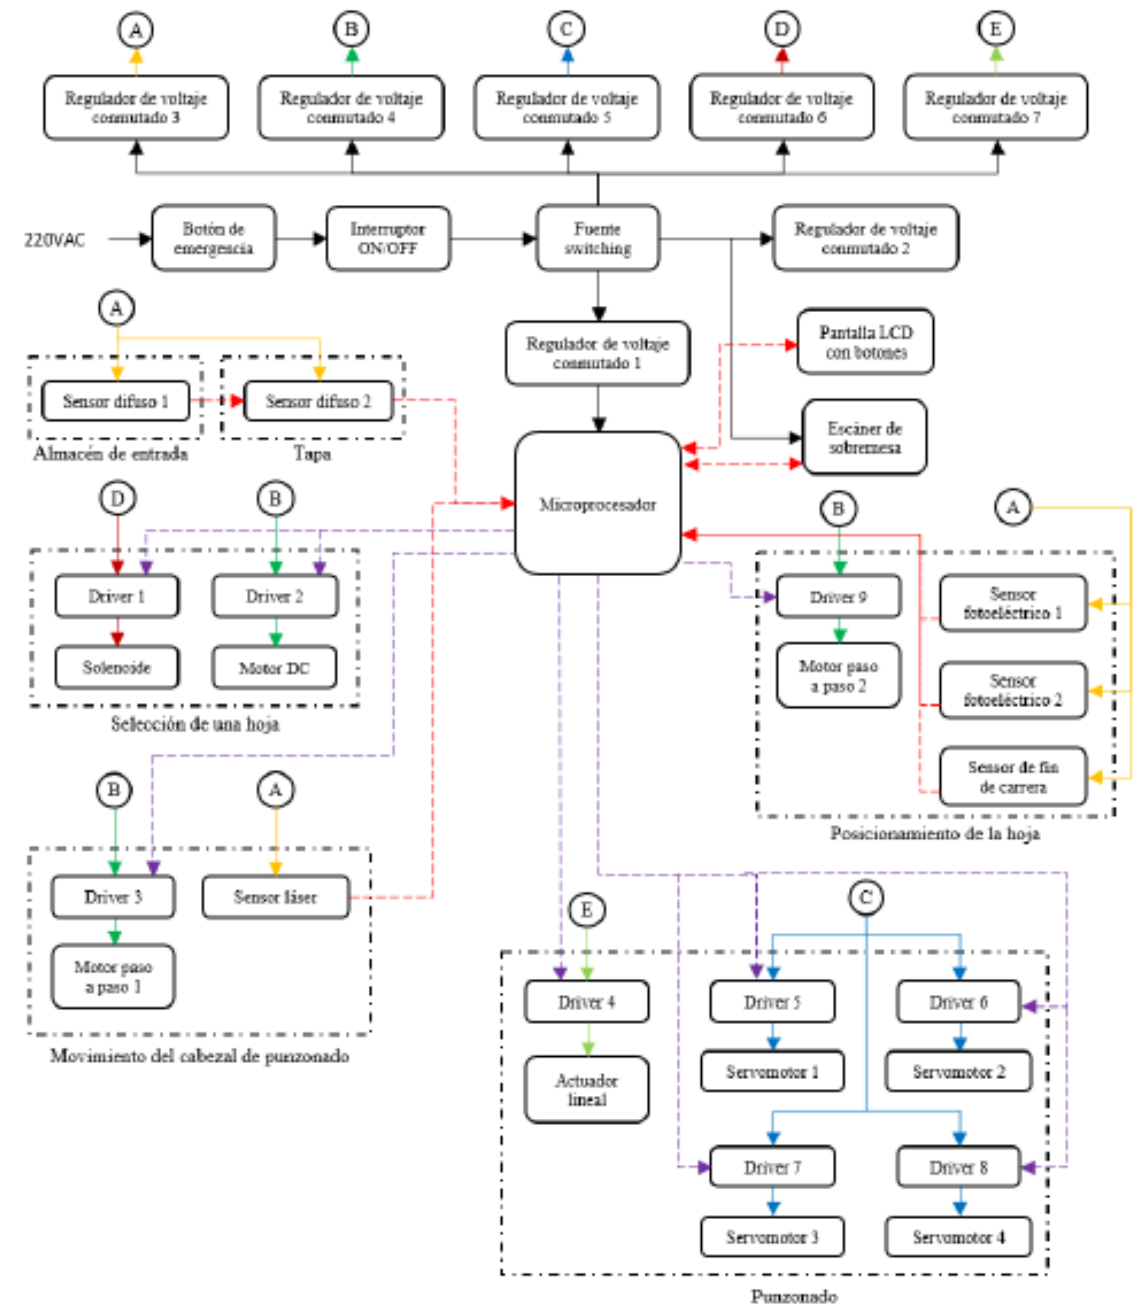 A
B
C
D
E
Regulador de voltaje
conmutado 3
Regulador de voltaje
conmutado 4
Regulador de voltaje
conmutado 5
Regulador de voltaje
conmutado 6
Regulador de voltaje
conmutado 7
220VAC
Botón de
emergencia
Interruptor
ON/OFF
Fuente
switching
Regulador de voltaje
conmutado 2
A
Regulador de voltaje
conmutado 1
Pantalla LCD
con botones
Sensor difuso 1
Sensor difuso 2
Almacén de entrada
Tapa
Escáner de
sobremesa
Microprocesador
D
B
B
A
Driver 1
Driver 2
Solenoide
Motor DC
Selección de una hoja
Driver 9
Motor paso
a paso 2
Sensor
fotoeléctrico 1
Sensor
fotoeléctrico 2
Sensor de fin
de carrera
Posicionamiento de la hoja
B
A
Driver 3
Sensor láser
Motor paso
a paso 1
Movimiento del cabezal de punzonado
E
C
Driver 4
Driver 5
Driver 6
Actuador
lineal
Servomotor 1
Servomotor 2
Driver 7
Driver 8
Servomotor 3
Servomotor 4
Punzonado